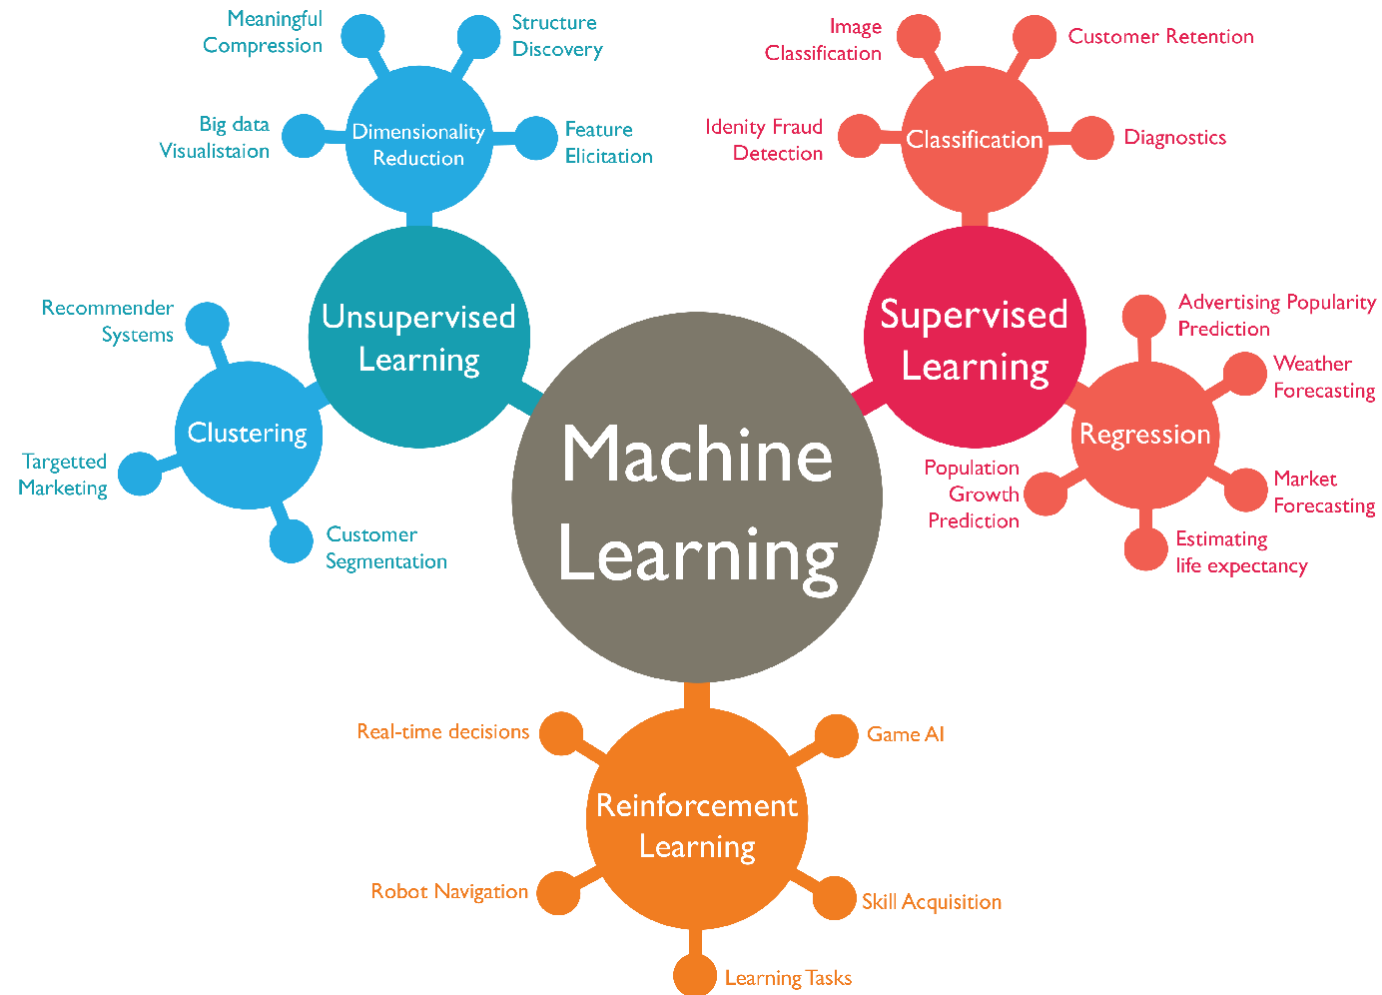 Meaningful
Compression
Structure
Discovery
Big data
Visualistaion
Dimensionality
Reduction
Feature
Elicitation
Image
Classification
Customer Retention
Idenity Fraud
Detection
Classification
Diagnostics
Unsupervised
Learning
Supervised
Learning
Recommender
Systems
Clustering
Targetted
Marketing
Customer
Segmentation
Machine
Learning
Advertising Popularity
Prediction
Weather
Forecasting
Regression
Population
Growth
Prediction
Market
Forecasting
Estimating
life expectancy
Real-time decisions
Game AI
Reinforcement
Learning
Robot Navigation
Skill Acquisition
Learning Tasks